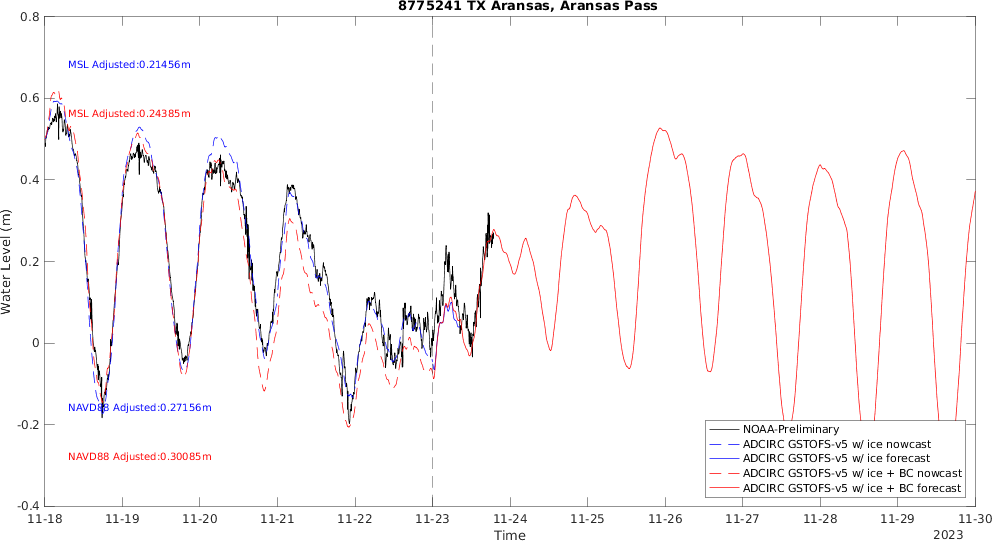 8775241 TX Aransas, Aransas Pass
0.8
0.6
0.4
0.2
0
-0.2
-0.4
Water Level (m)
MSL Adjusted:0.21456m
MSL Adjusted:0.24385m
NAVD88 Adjusted:0.27156m
NAVD88 Adjusted:0.30085m
NOAA-Preliminary
ADCIRC GSTOFS-v5 w/ ice nowcast
ADCIRC GSTOFS-v5 w/ ice forecast
ADCIRC GSTOFS-v5 w/ ice + BC nowcast
ADCIRC GSTOFS-v5 w/ ice + BC forecast
11-18 11-19 11-20 11-21 11-22 11-23 11-24 11-25 11-26 11-27 11-28 11-29 11-30
Time
2023